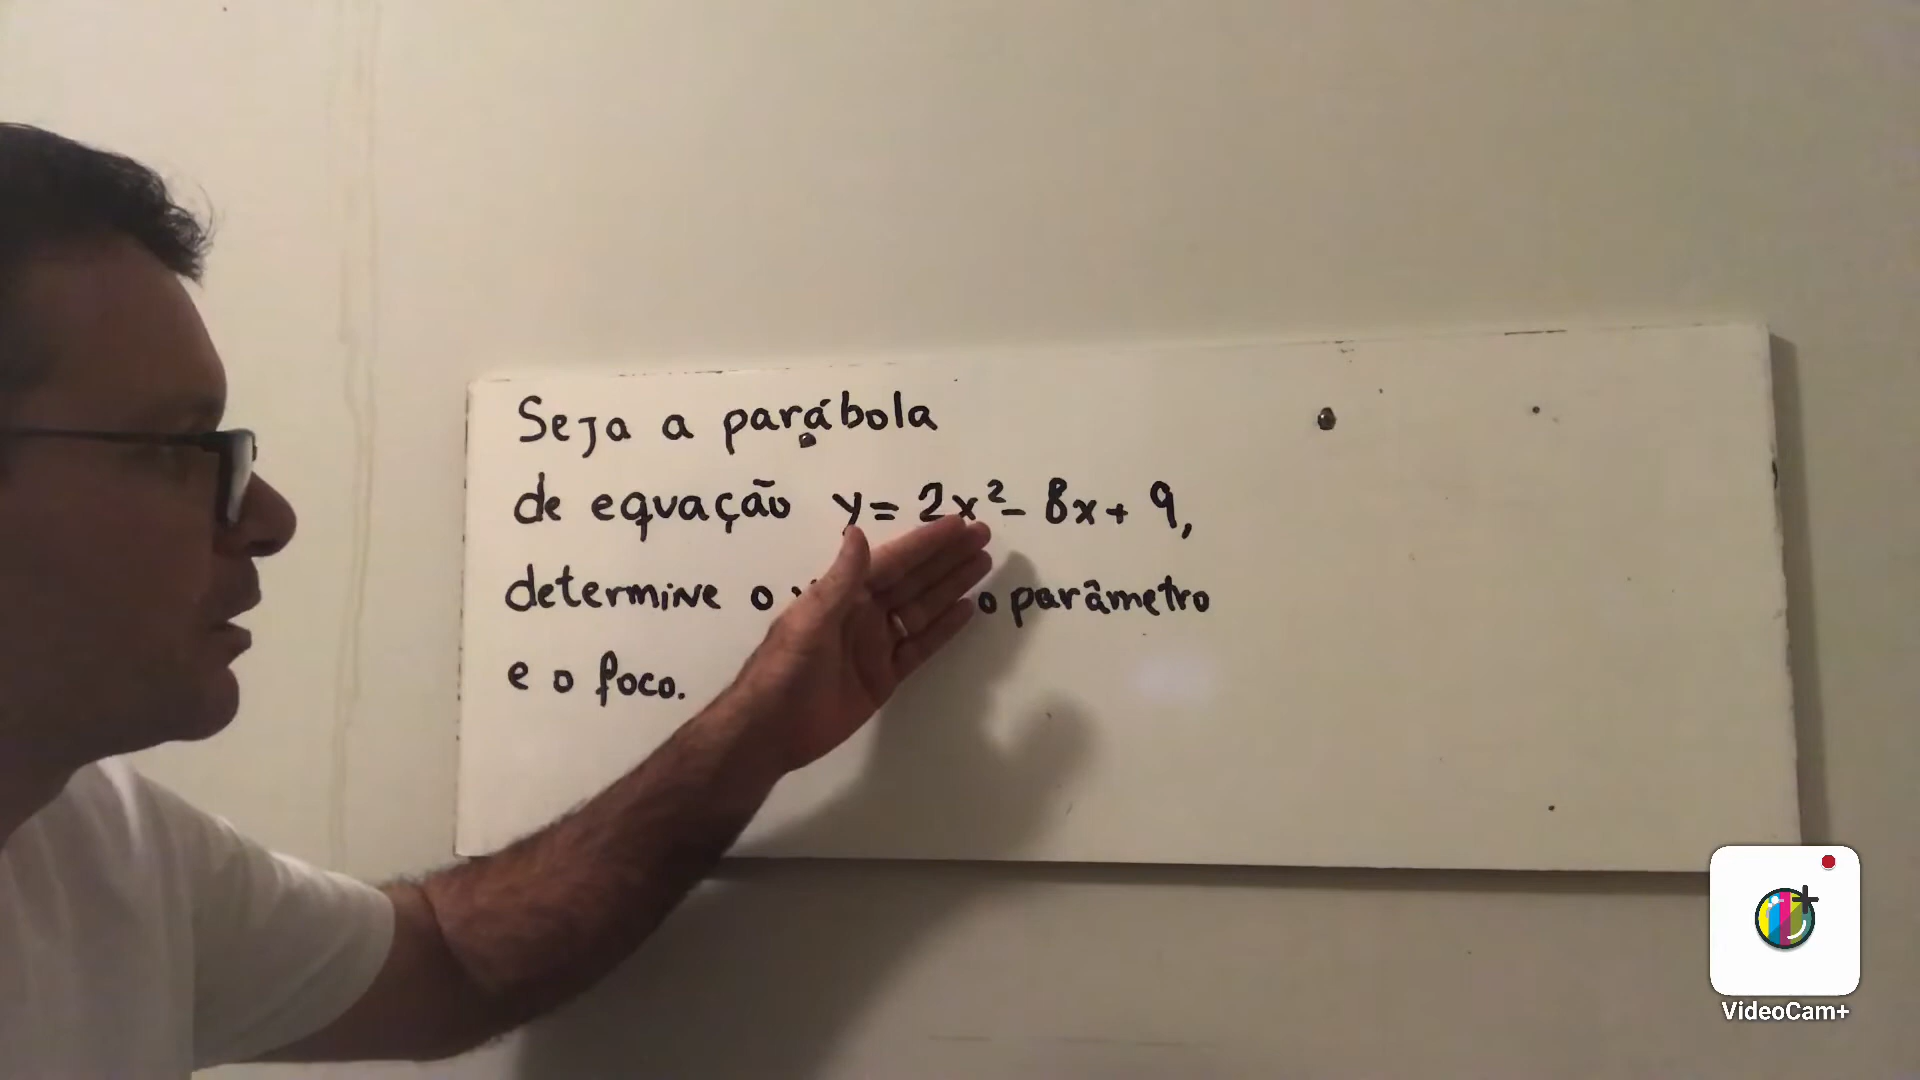 Seja a parábola
de equação y = 2x² - 8x + 9,
determine o o parâmetro
e o foco.
VideoCam+